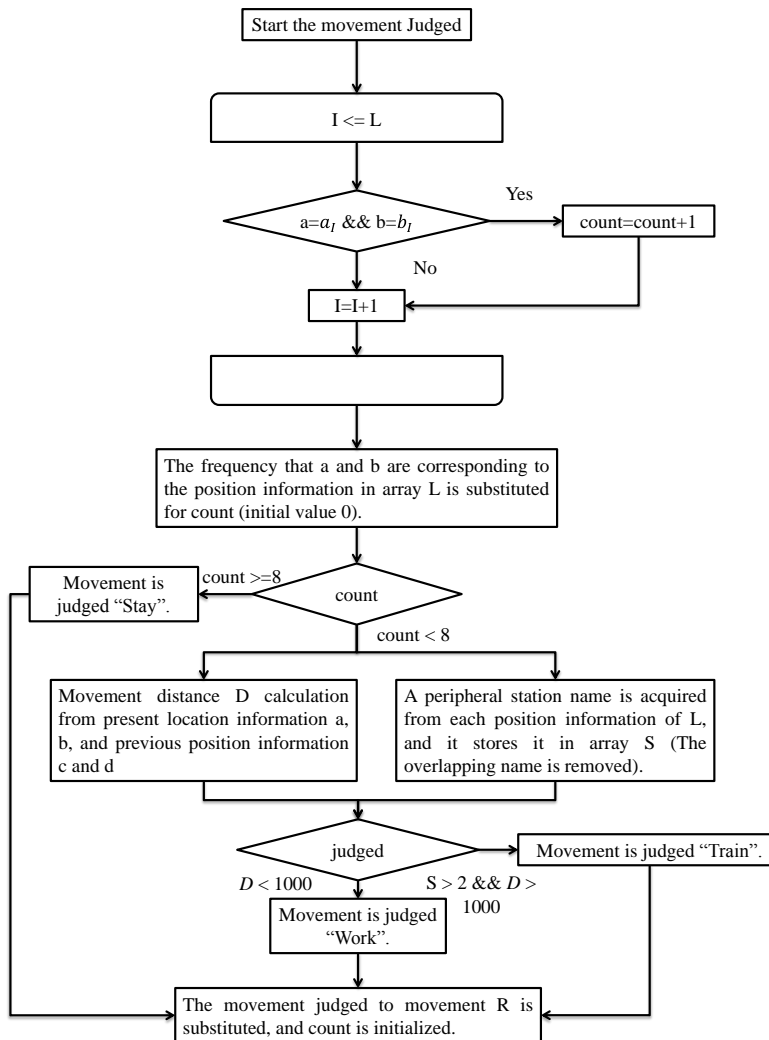 Start the movement Judged
I <= L
Yes
a=a_I && b=b_I
count=count+1
No
I=I+1
The frequency that a and b are corresponding to
the position information in array L is substituted
for count (initial value 0).
count >=8
Movement is
judged “Stay”.
count
count < 8
Movement distance D calculation
from present location information a,
b, and previous position information
c and d
A peripheral station name is acquired
from each position information of L,
and it stores it in array S (The
overlapping name is removed).
judged
Movement is judged “Train”.
D < 1000
S > 2 && D >
1000
Movement is judged
“Work”.
The movement judged to movement R is
substituted, and count is initialized.